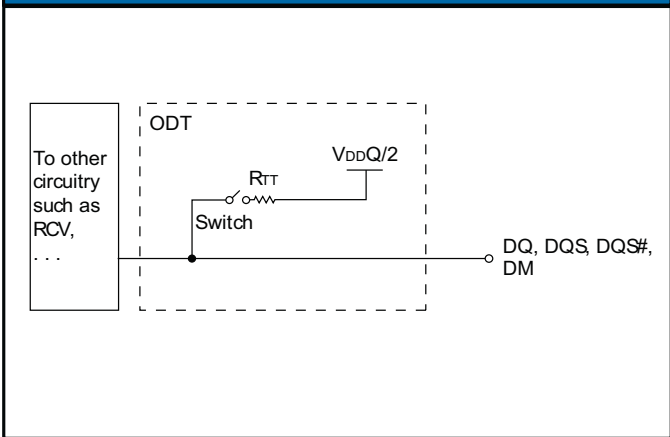 ODT
To other
circuitry
such as
RCV,
. . .
VDDQ/2
RTT
Switch
DQ, DQS, DQS#,
DM